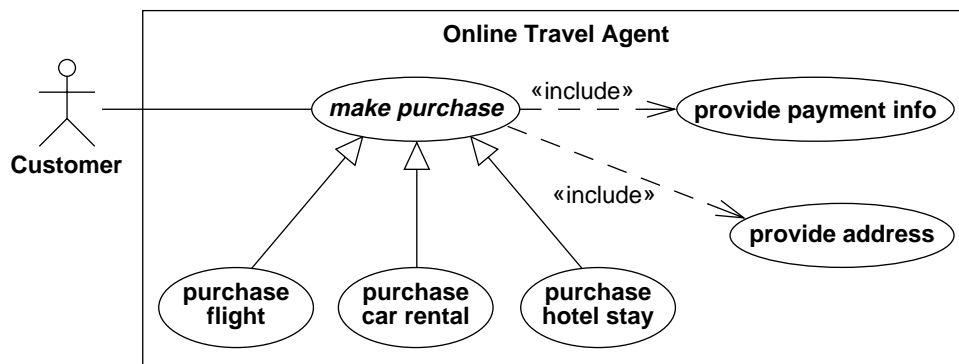 Online Travel Agent
Customer
make purchase
«include»
provide payment info
«include»
provide address
purchase
flight
purchase
car rental
purchase
hotel stay